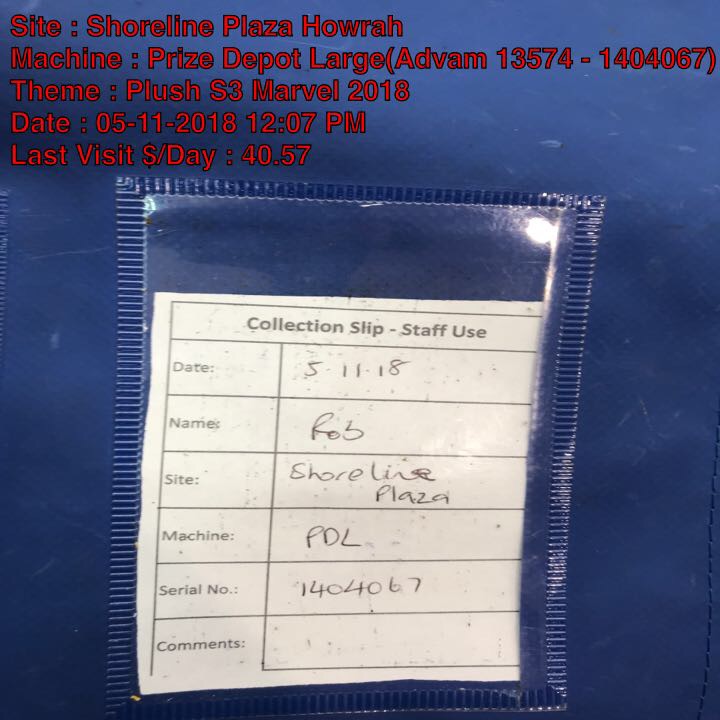 Site : Shoreline Plaza Howrah
Machine : Prize Depot Large(Advam 13574 - 1404067)
Theme : Plush S3 Marvel 2018
Date : 05-11-2018 12:07 PM
Last Visit $/Day : 40.57
Collection Slip - Staff Use
Date: 5.11.18
Name: Rob
Site: Shoreline
Plaza
Machine: PDL
Serial No.: 1404067
Comments: